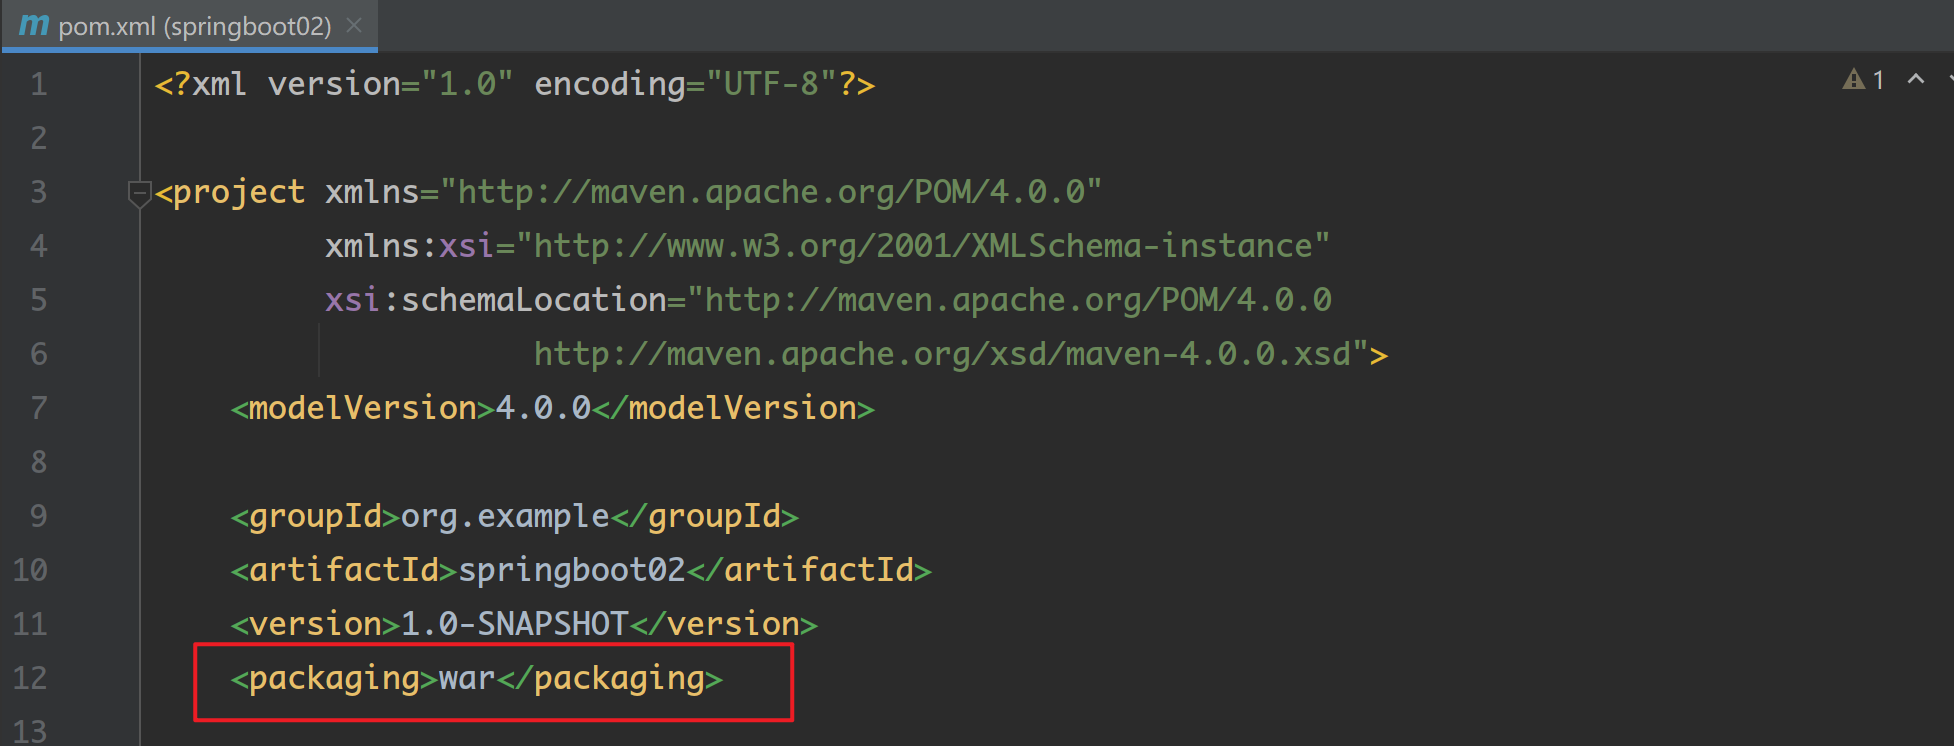 m pom.xml (springboot02) ×
1 <?xml version="1.0" encoding="UTF-8"?>
1
2
3 <project xmlns="http://maven.apache.org/POM/4.0.0"
4 xmlns:xsi="http://www.w3.org/2001/XMLSchema-instance"
5 xsi:schemaLocation="http://maven.apache.org/POM/4.0.0
6 http://maven.apache.org/xsd/maven-4.0.0.xsd">
7 <modelVersion>4.0.0</modelVersion>
8
9 <groupId>org.example</groupId>
10 <artifactId>springboot02</artifactId>
11 <version>1.0-SNAPSHOT</version>
12 <packaging>war</packaging>
13